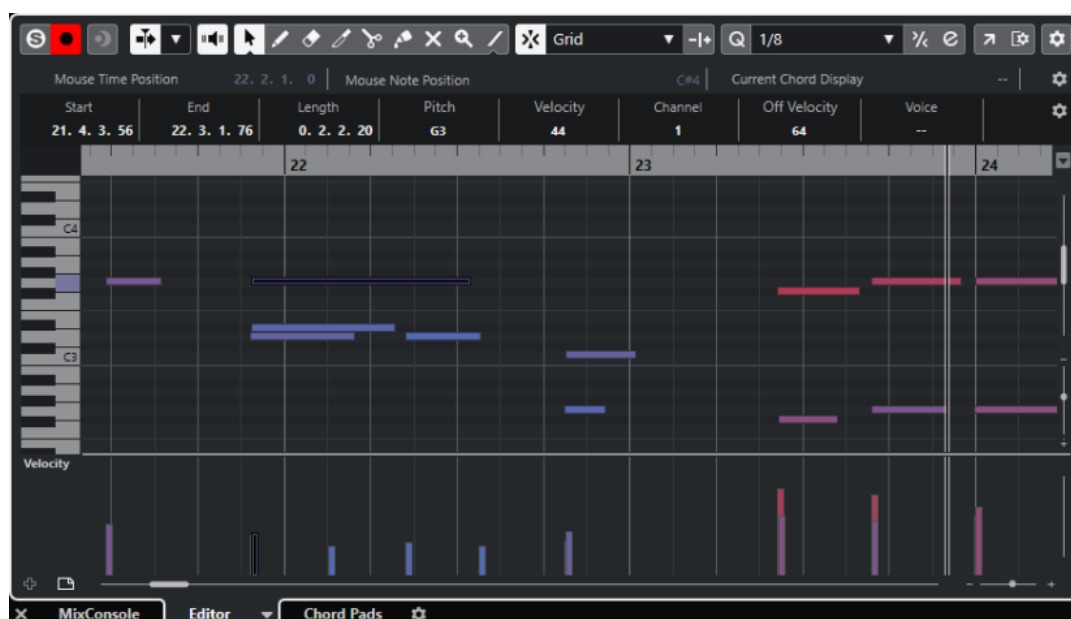 Grid Q 1/8
Mouse Time Position 22. 2. 1. 0 Mouse Note Position C#4 Current Chord Display --
Start End Length Pitch Velocity Channel Off Velocity Voice
21. 4. 3. 56 22. 3. 1. 76 0. 2. 2. 20 G3 44 1 64 --
22 23 24
C4
C3
Velocity
MixConsole Editor Chord Pads